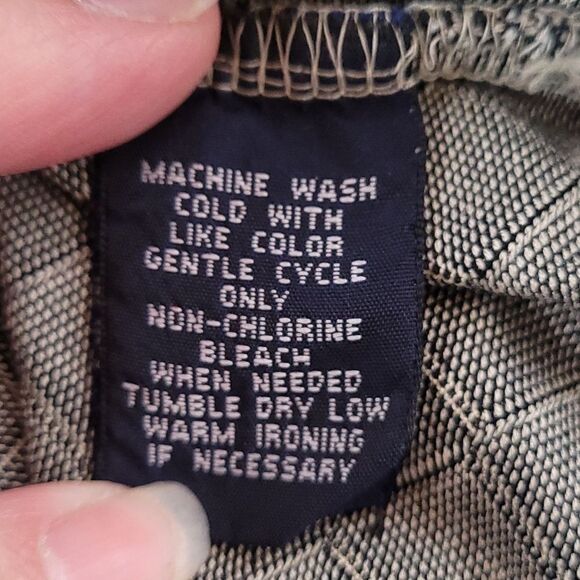 MACHINE WASH
COLD WITH
LIKE COLOR
GENTLE CYCLE
ONLY
NON-CHLORINE
BLEACH
WHEN NEEDED
TUMBLE DRY LOW
WARM IRONING
IF NECESSARY